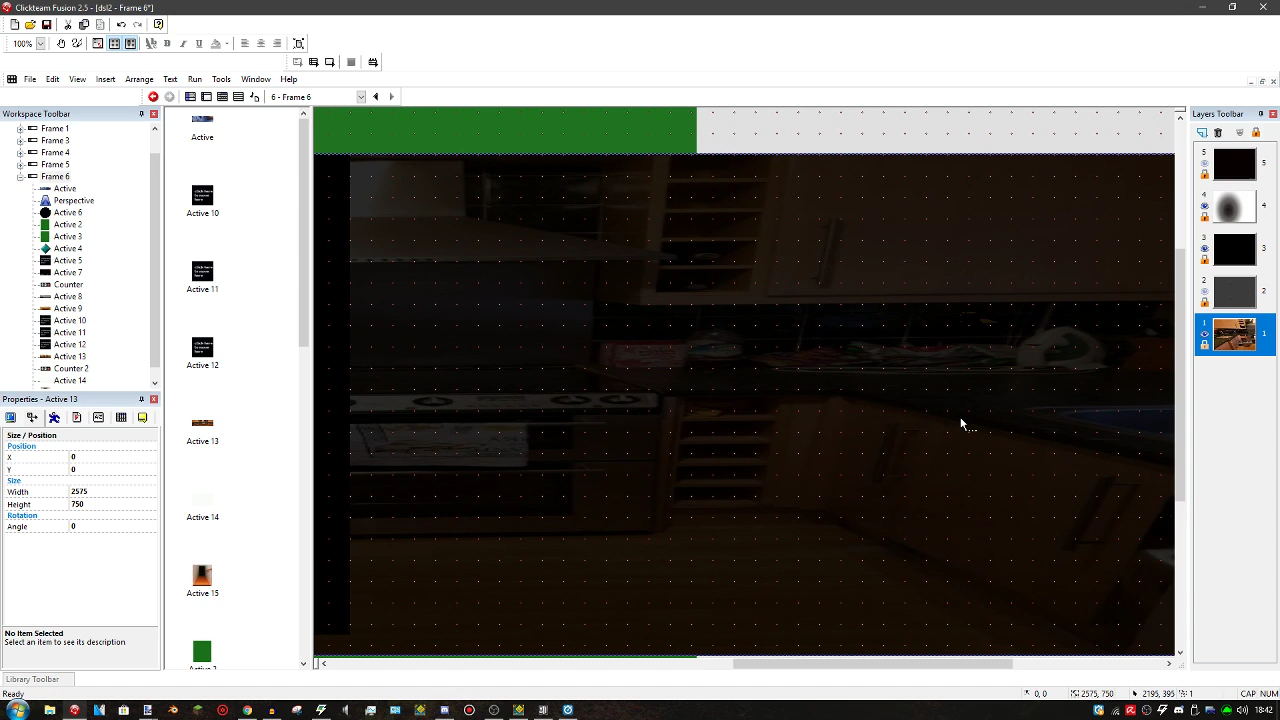 Clickteam Fusion 2.5 - [dsl2 - Frame 6*]
100%
File Edit View Insert Arrange Text Run Tools Window Help
6 - Frame 6
Workspace Toolbar
Frame 1
Frame 3
Frame 4
Frame 5
Frame 6
Active
Perspective
Active 6
Active 2
Active 3
Active 4
Active 5
Active 7
Counter
Active 8
Active 9
Active 10
Active 11
Active 12
Active 13
Counter 2
Active 14
Properties - Active 13
Size / Position
Position
X 0
Y 0
Size
Width 2575
Height 750
Rotation
Angle 0
No Item Selected
Select an item to see its description
Active
Active 10
Active 11
Active 12
Active 13
Active 14
Active 15
Layers Toolbar
5 5
4 4
3 3
2 2
1 1
Library Toolbar
Ready
0, 0 2575, 750 2195, 395 1 CAP NUM
18:42